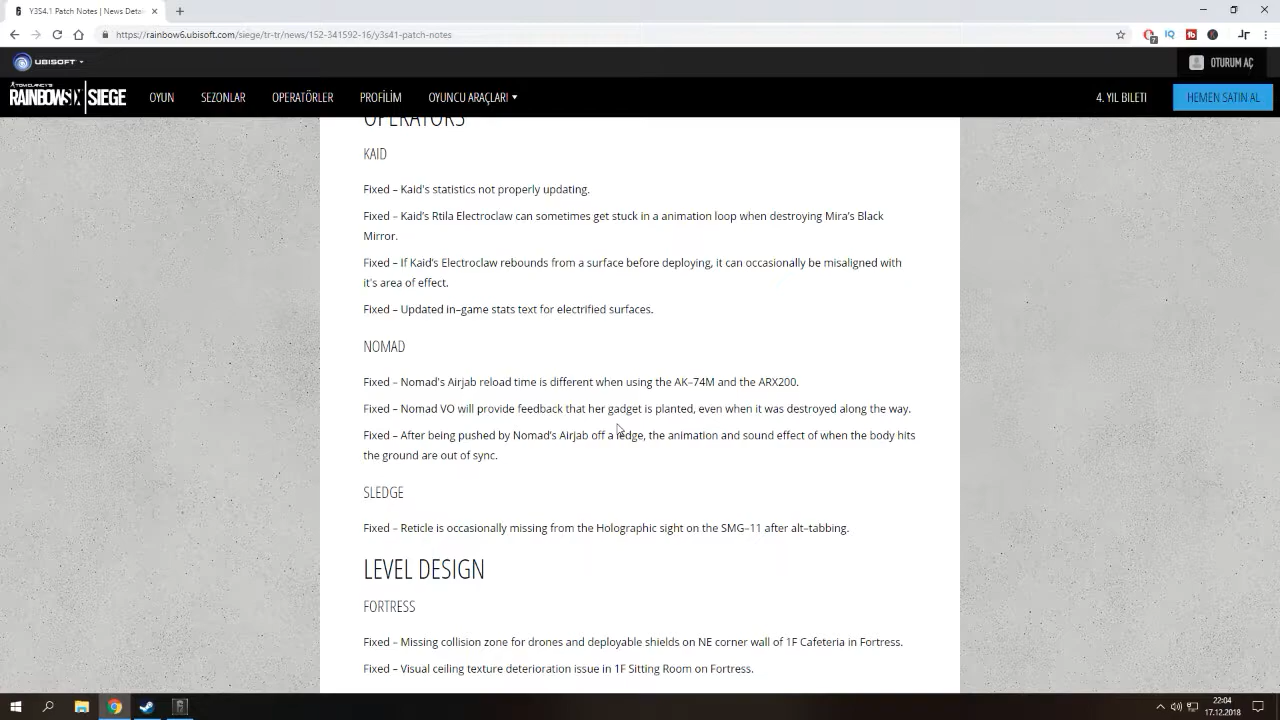 Y3S4.1 Patch Notes | News Deta
https://rainbow6.ubisoft.com/siege/tr-tr/news/152-341592-16/y3s41-patch-notes
UBISOFT
OTURUM AÇ
TOM CLANCY'S
RAINBOWSIX | SIEGE
OYUN
SEZONLAR
OPERATÖRLER
PROFİLİM
OYUNCU ARAÇLARI
4. YIL BILETI
HEMEN SATIN AL
OPERATORS
KAID
Fixed – Kaid's statistics not properly updating.
Fixed – Kaid's Rtila Electroclaw can sometimes get stuck in a animation loop when destroying Mira's Black
Mirror.
Fixed – If Kaid's Electroclaw rebounds from a surface before deploying, it can occasionally be misaligned with
it's area of effect.
Fixed – Updated in–game stats text for electrified surfaces.
NOMAD
Fixed – Nomad's Airjab reload time is different when using the AK–74M and the ARX200.
Fixed – Nomad VO will provide feedback that her gadget is planted, even when it was destroyed along the way.
Fixed – After being pushed by Nomad's Airjab off a ledge, the animation and sound effect of when the body hits
the ground are out of sync.
SLEDGE
Fixed – Reticle is occasionally missing from the Holographic sight on the SMG–11 after alt–tabbing.
LEVEL DESIGN
FORTRESS
Fixed – Missing collision zone for drones and deployable shields on NE corner wall of 1F Cafeteria in Fortress.
Fixed – Visual ceiling texture deterioration issue in 1F Sitting Room on Fortress.
22:04
17.12.2018